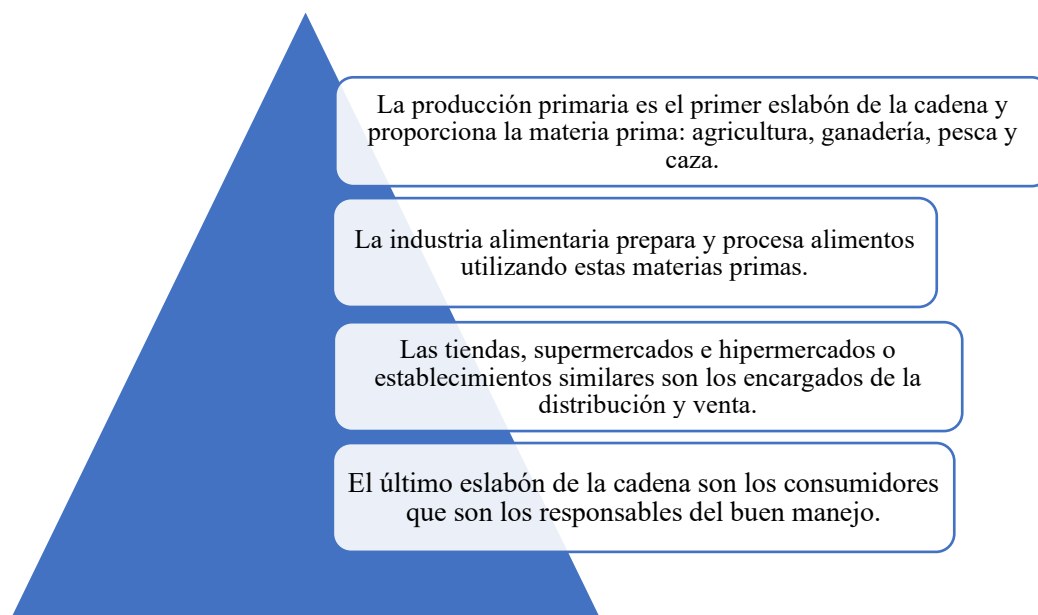 La producción primaria es el primer eslabón de la cadena y
proporciona la materia prima: agricultura, ganadería, pesca y
caza.
La industria alimentaria prepara y procesa alimentos
utilizando estas materias primas.
Las tiendas, supermercados e hipermercados o
establecimientos similares son los encargados de la
distribución y venta.
El último eslabón de la cadena son los consumidores
que son los responsables del buen manejo.